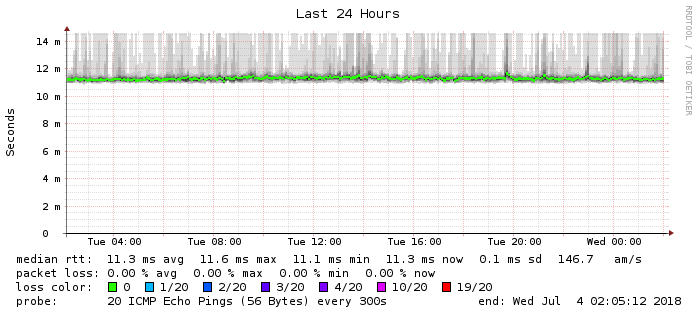 Last 24 Hours
RRDTOOL / TOBI OETIKER
Seconds
14 m
12 m
10 m
8 m
6 m
4 m
2 m
0
Tue 04:00 Tue 08:00 Tue 12:00 Tue 16:00 Tue 20:00 Wed 00:00
median rtt: 11.3 ms avg 11.6 ms max 11.1 ms min 11.3 ms now 0.1 ms sd 146.7 am/s
packet loss: 0.00 % avg 0.00 % max 0.00 % min 0.00 % now
loss color: 0 1/20 2/20 3/20 4/20 10/20 19/20
probe: 20 ICMP Echo Pings (56 Bytes) every 300s end: Wed Jul 4 02:05:12 2018